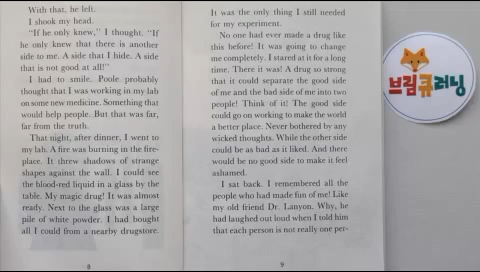 With that, he left.
I shook my head.
"If he only knew," I thought. "If
he only knew that there is another
side to me. A side that I hide. A side
that is not good at all!"
I had to smile. Poole probably
thought that I was working in my lab
on some new medicine. Something that
would help people. But that was far,
far from the truth.
That night, after dinner, I went to
my lab. A fire was burning in the fire-
place. It threw shadows of strange
shapes against the wall. I could see
the blood-red liquid in a glass by the
table. My magic drug! It was almost
ready. Next to the glass was a large
pile of white powder. I had bought
all I could from a nearby drugstore.
8
It was the only thing I still needed
for my experiment.
No one had ever made a drug like
this before! It was going to change
me completely. I stared at it for a long
time. There it was! A drug so strong
that it could separate the good side
of me and the bad side of me into two
people! Think of it! The good side
could go on working to make the world
a better place. Never bothered by any
wicked thoughts. While the other side
could be as bad as it liked. And there
would be no good side to make it feel
ashamed.
I sat back. I remembered all the
people who had made fun of me! Like
my old friend Dr. Lanyon. Why, he
had laughed out loud when I told him
that each person is not really one per-
9
브림큐러닝